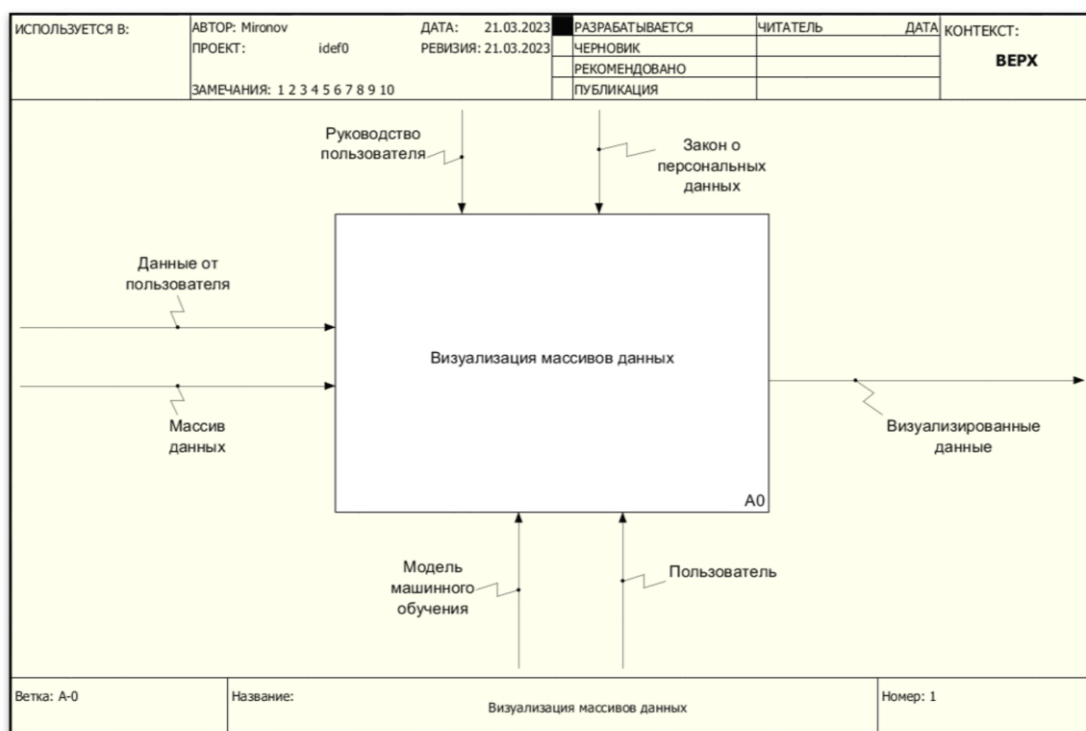 ИСПОЛЬЗУЕТСЯ В:
АВТОР: Mironov ДАТА: 21.03.2023
ПРОЕКТ: idef0 РЕВИЗИЯ: 21.03.2023
ЗАМЕЧАНИЯ: 1 2 3 4 5 6 7 8 9 10
РАЗРАБАТЫВАЕТСЯ
ЧЕРНОВИК
РЕКОМЕНДОВАНО
ПУБЛИКАЦИЯ
ЧИТАТЕЛЬ ДАТА
КОНТЕКСТ:
ВЕРХ
Руководство
пользователя
Закон о
персональных
данных
Данные от
пользователя
Визуализация массивов данных
Массив
данных
Визуализированные
данные
A0
Модель
машинного
обучения
Пользователь
Ветка: A-0
Название:
Визуализация массивов данных
Номер: 1